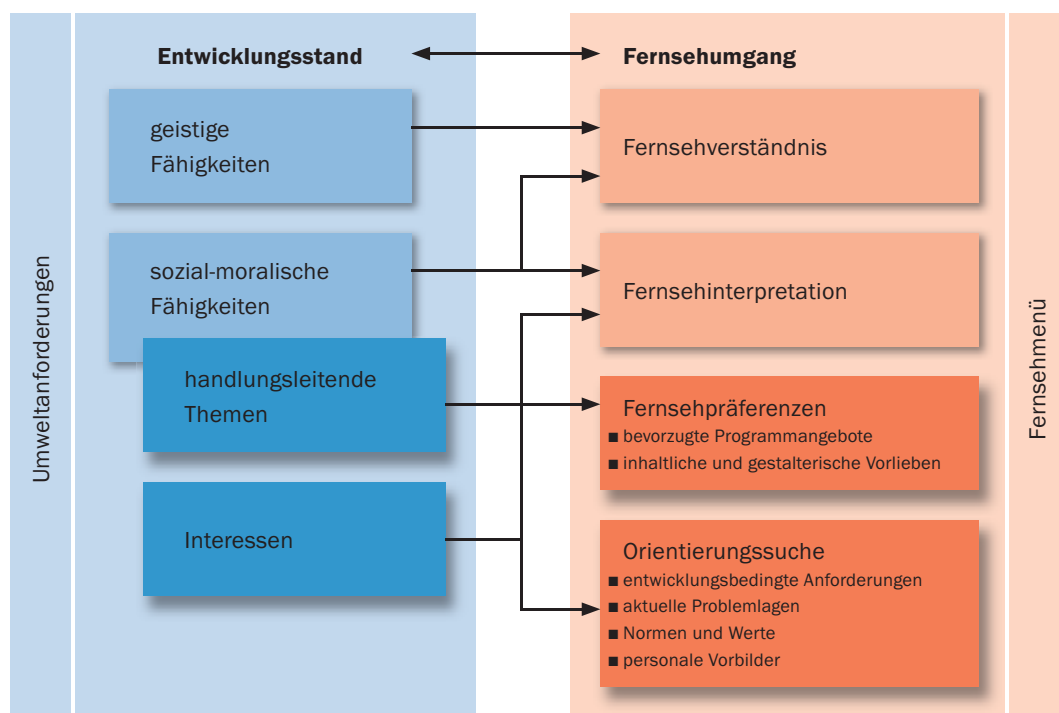 Umweltanforderungen
Entwicklungsstand
geistige
Fähigkeiten
sozial-moralische
Fähigkeiten
handlungsleitende
Themen
Interessen
Fernsehumgang
Fernsehverständnis
Fernsehinterpretation
Fernsehpräferenzen
■ bevorzugte Programmangebote
■ inhaltliche und gestalterische Vorlieben
Orientierungssuche
■ entwicklungsbedingte Anforderungen
■ aktuelle Problemlagen
■ Normen und Werte
■ personale Vorbilder
Fernsehmenü